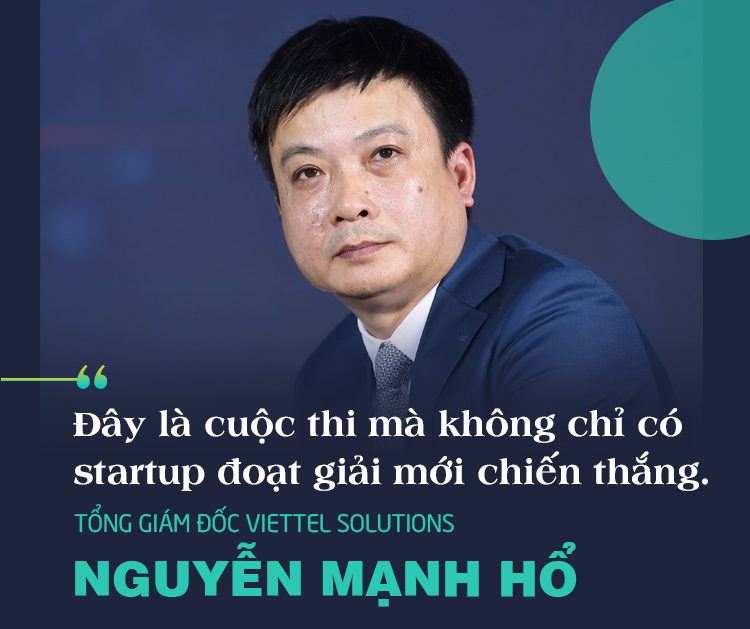 Đây là cuộc thi mà không chỉ có
startup đoạt giải mới chiến thắng.
TỔNG GIÁM ĐỐC VIETTEL SOLUTIONS
NGUYỄN MẠNH HỔ